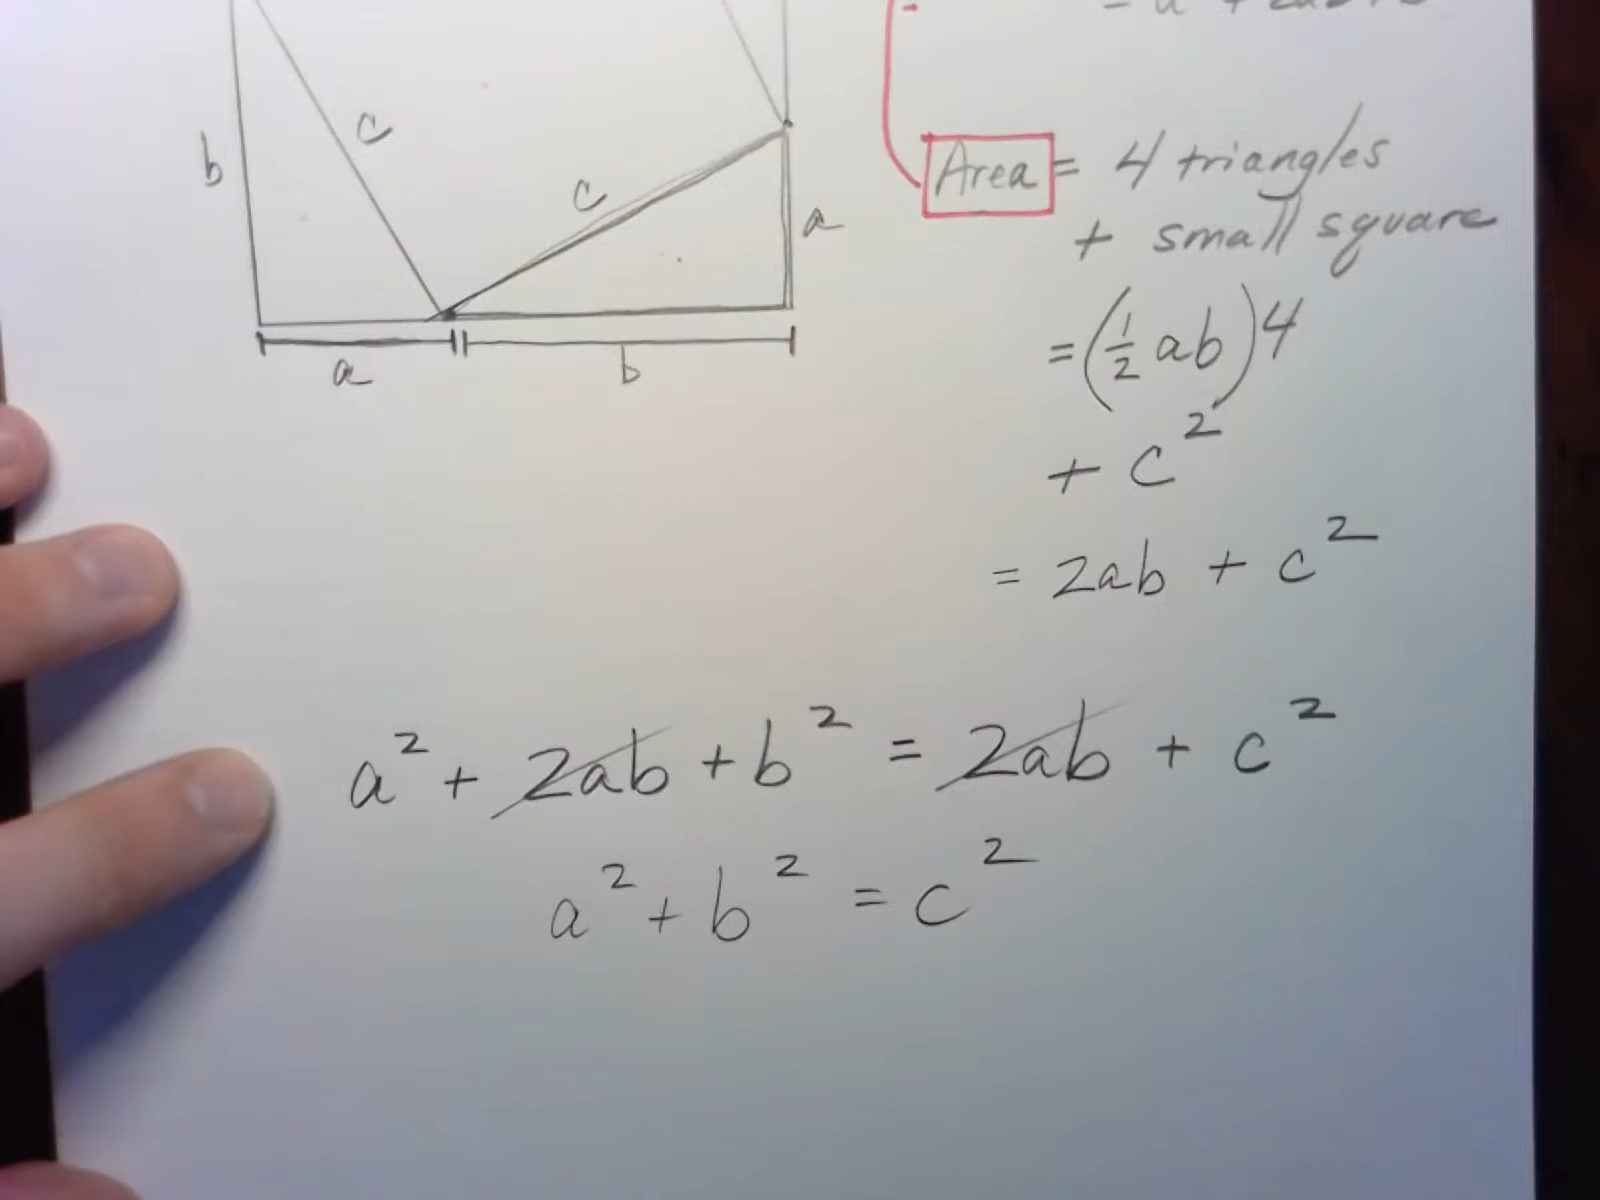 b
c
c
a
a
b
Area = 4 triangles
+ small square
= (1/2 ab)4
+ c²
= 2ab + c²
a² + 2ab + b² = 2ab + c²
a² + b² = c²